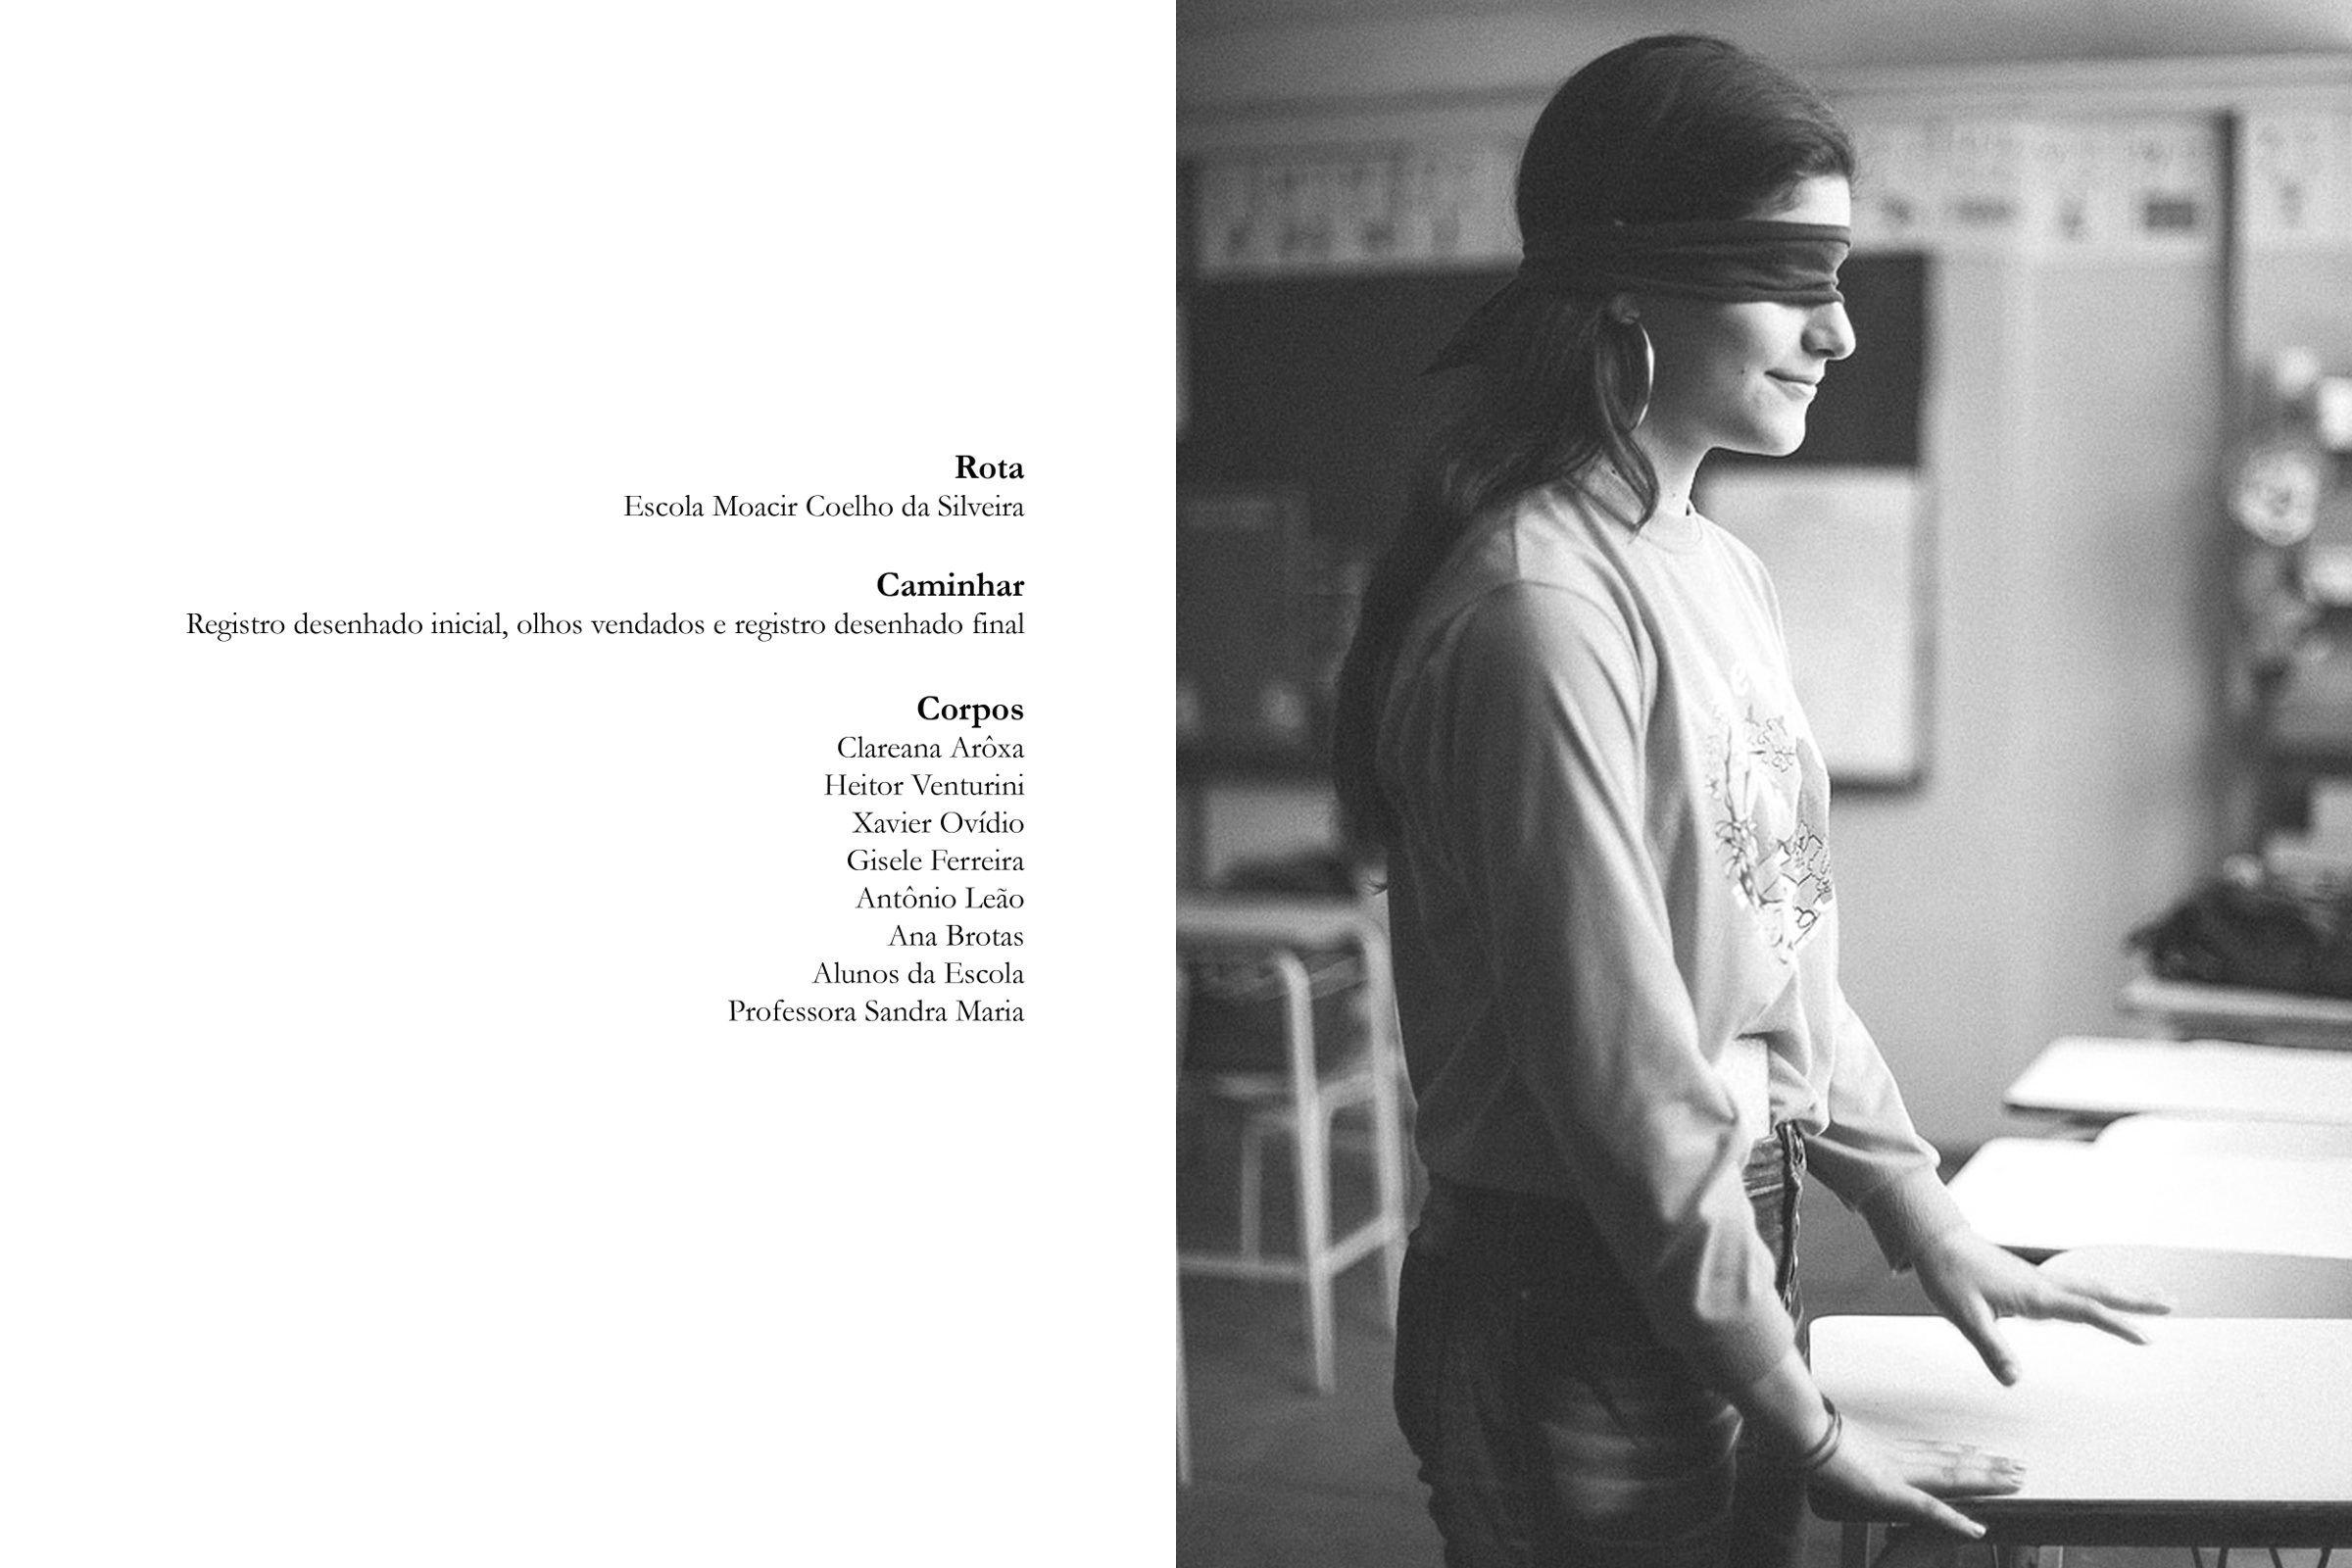 Rota
Escola Moacir Coelho da Silveira
Caminhar
Registro desenhado inicial, olhos vendados e registro desenhado final
Corpos
Clareana Arôxa
Heitor Venturini
Xavier Ovídio
Gisele Ferreira
Antônio Leão
Ana Brotas
Alunos da Escola
Professora Sandra Maria